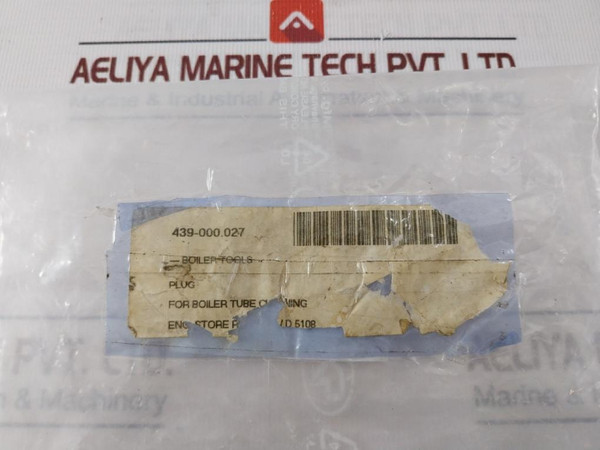 AELIYA MARINE TECH PVT. LTD
Marine & Industrial
439-000.027
BOILER TOOLS
PLUG
FOR BOILER TUBE
ENG. STORE 5108
PVT. LTD.
AELIYA MAR
& Machinery
Marine &